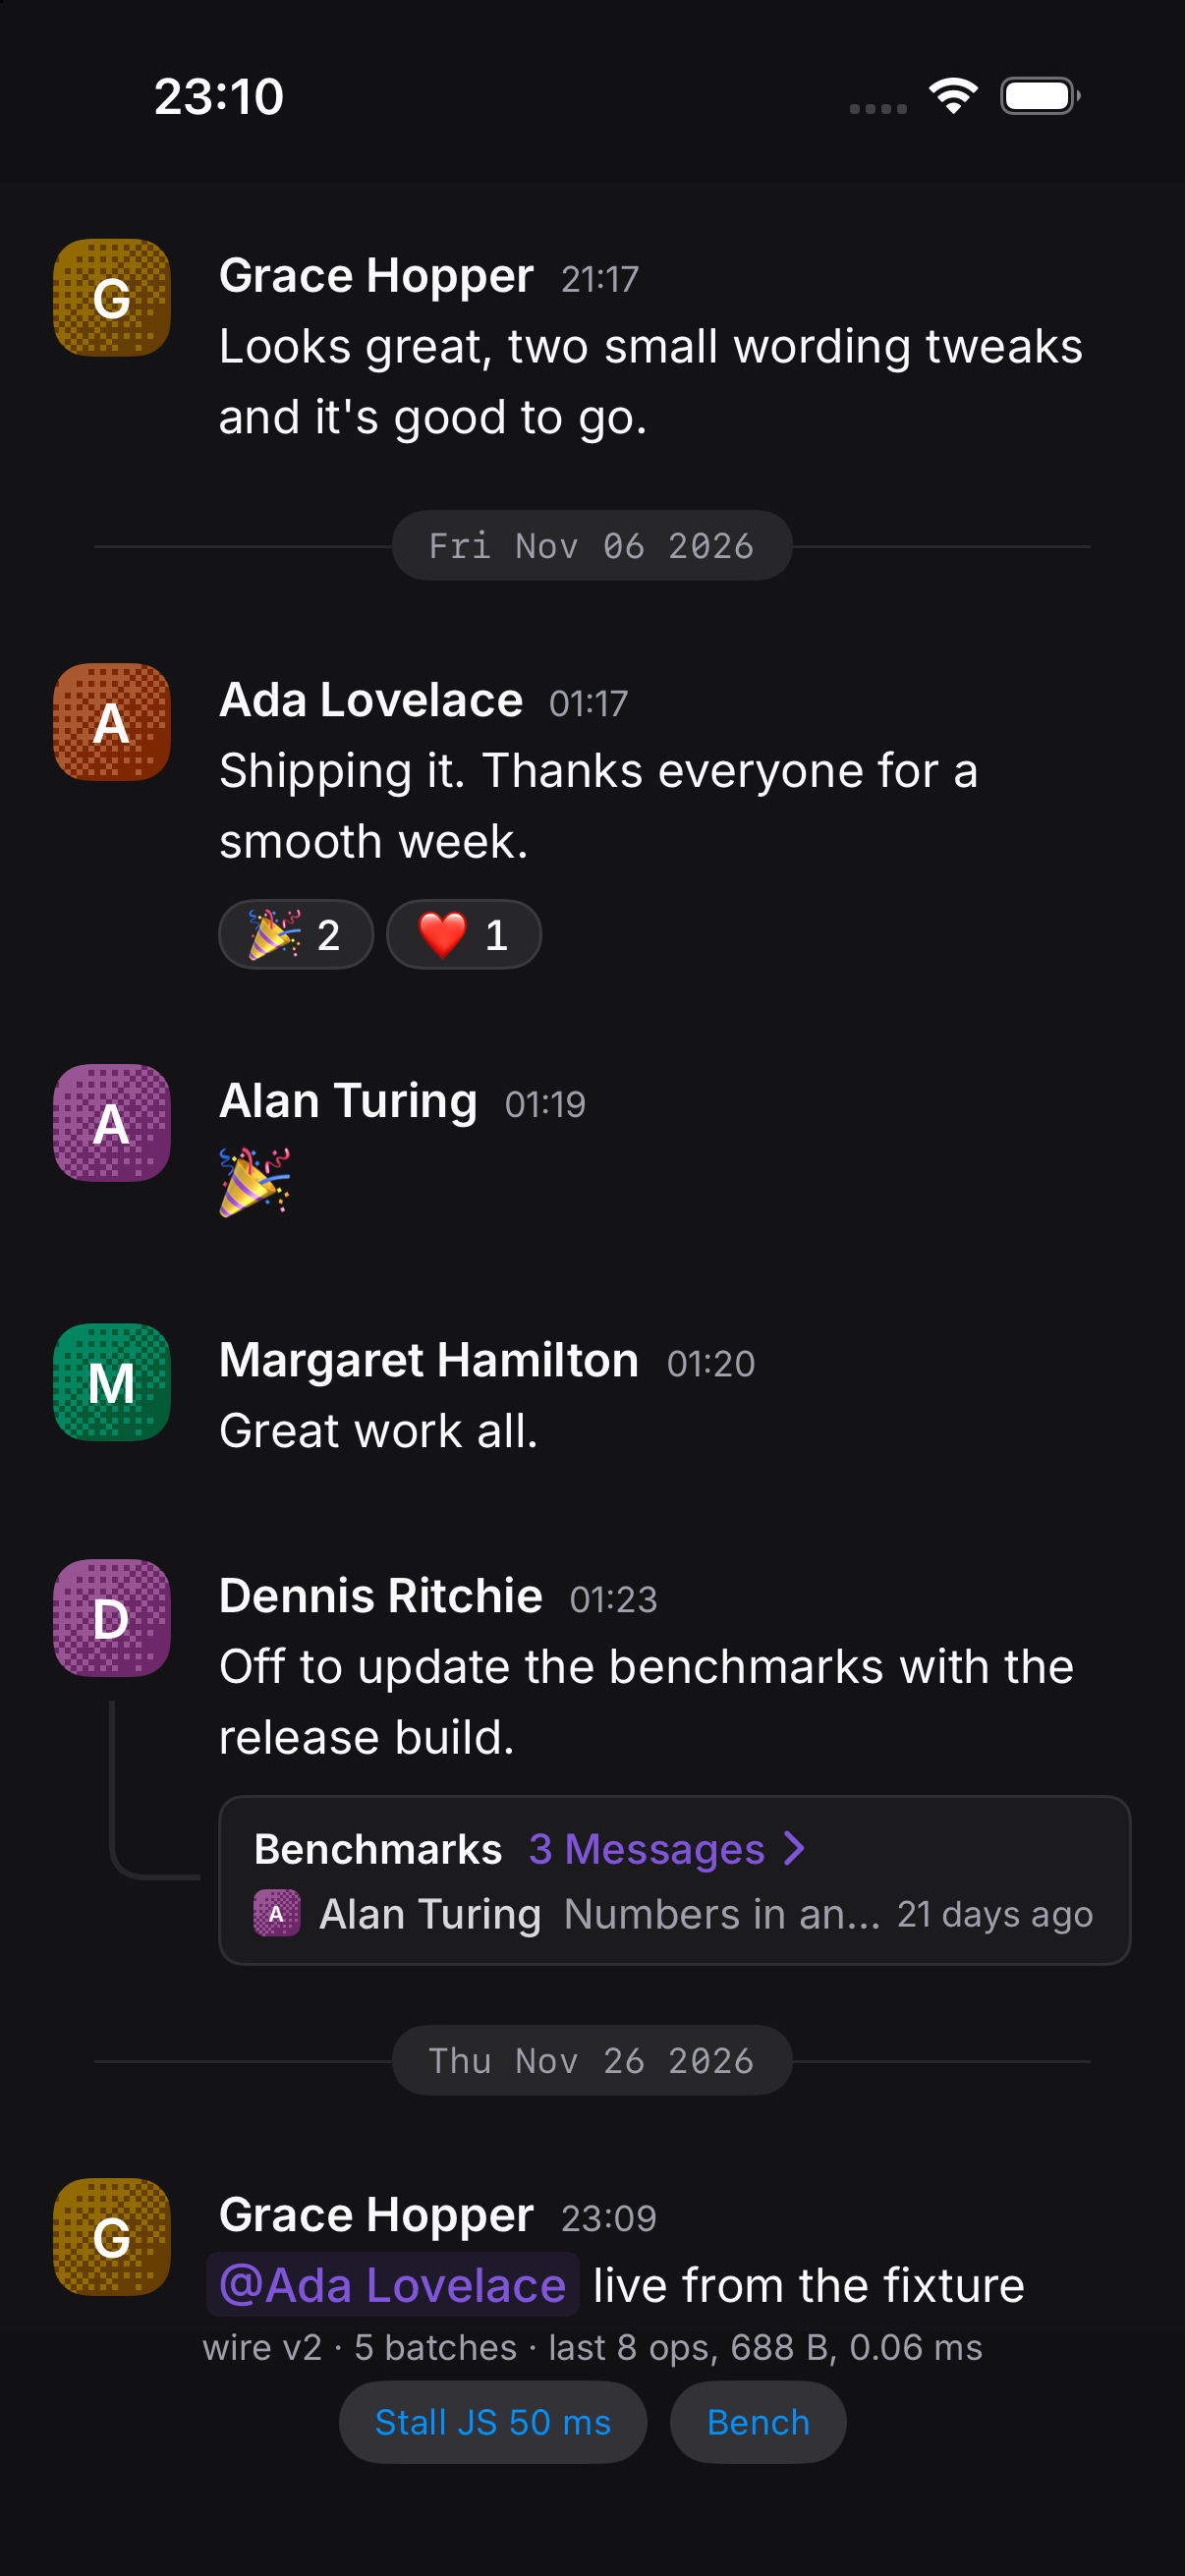 23:10
G
Grace Hopper 21:17
Looks great, two small wording tweaks
and it's good to go.
Fri Nov 06 2026
A
Ada Lovelace 01:17
Shipping it. Thanks everyone for a
smooth week.
🎉 2 ❤️ 1
A
Alan Turing 01:19
🎉
M
Margaret Hamilton 01:20
Great work all.
D
Dennis Ritchie 01:23
Off to update the benchmarks with the
release build.
Benchmarks 3 Messages
A Alan Turing Numbers in an... 21 days ago
Thu Nov 26 2026
G
Grace Hopper 23:09
@Ada Lovelace live from the fixture
wire v2 · 5 batches · last 8 ops, 688 B, 0.06 ms
Stall JS 50 ms Bench